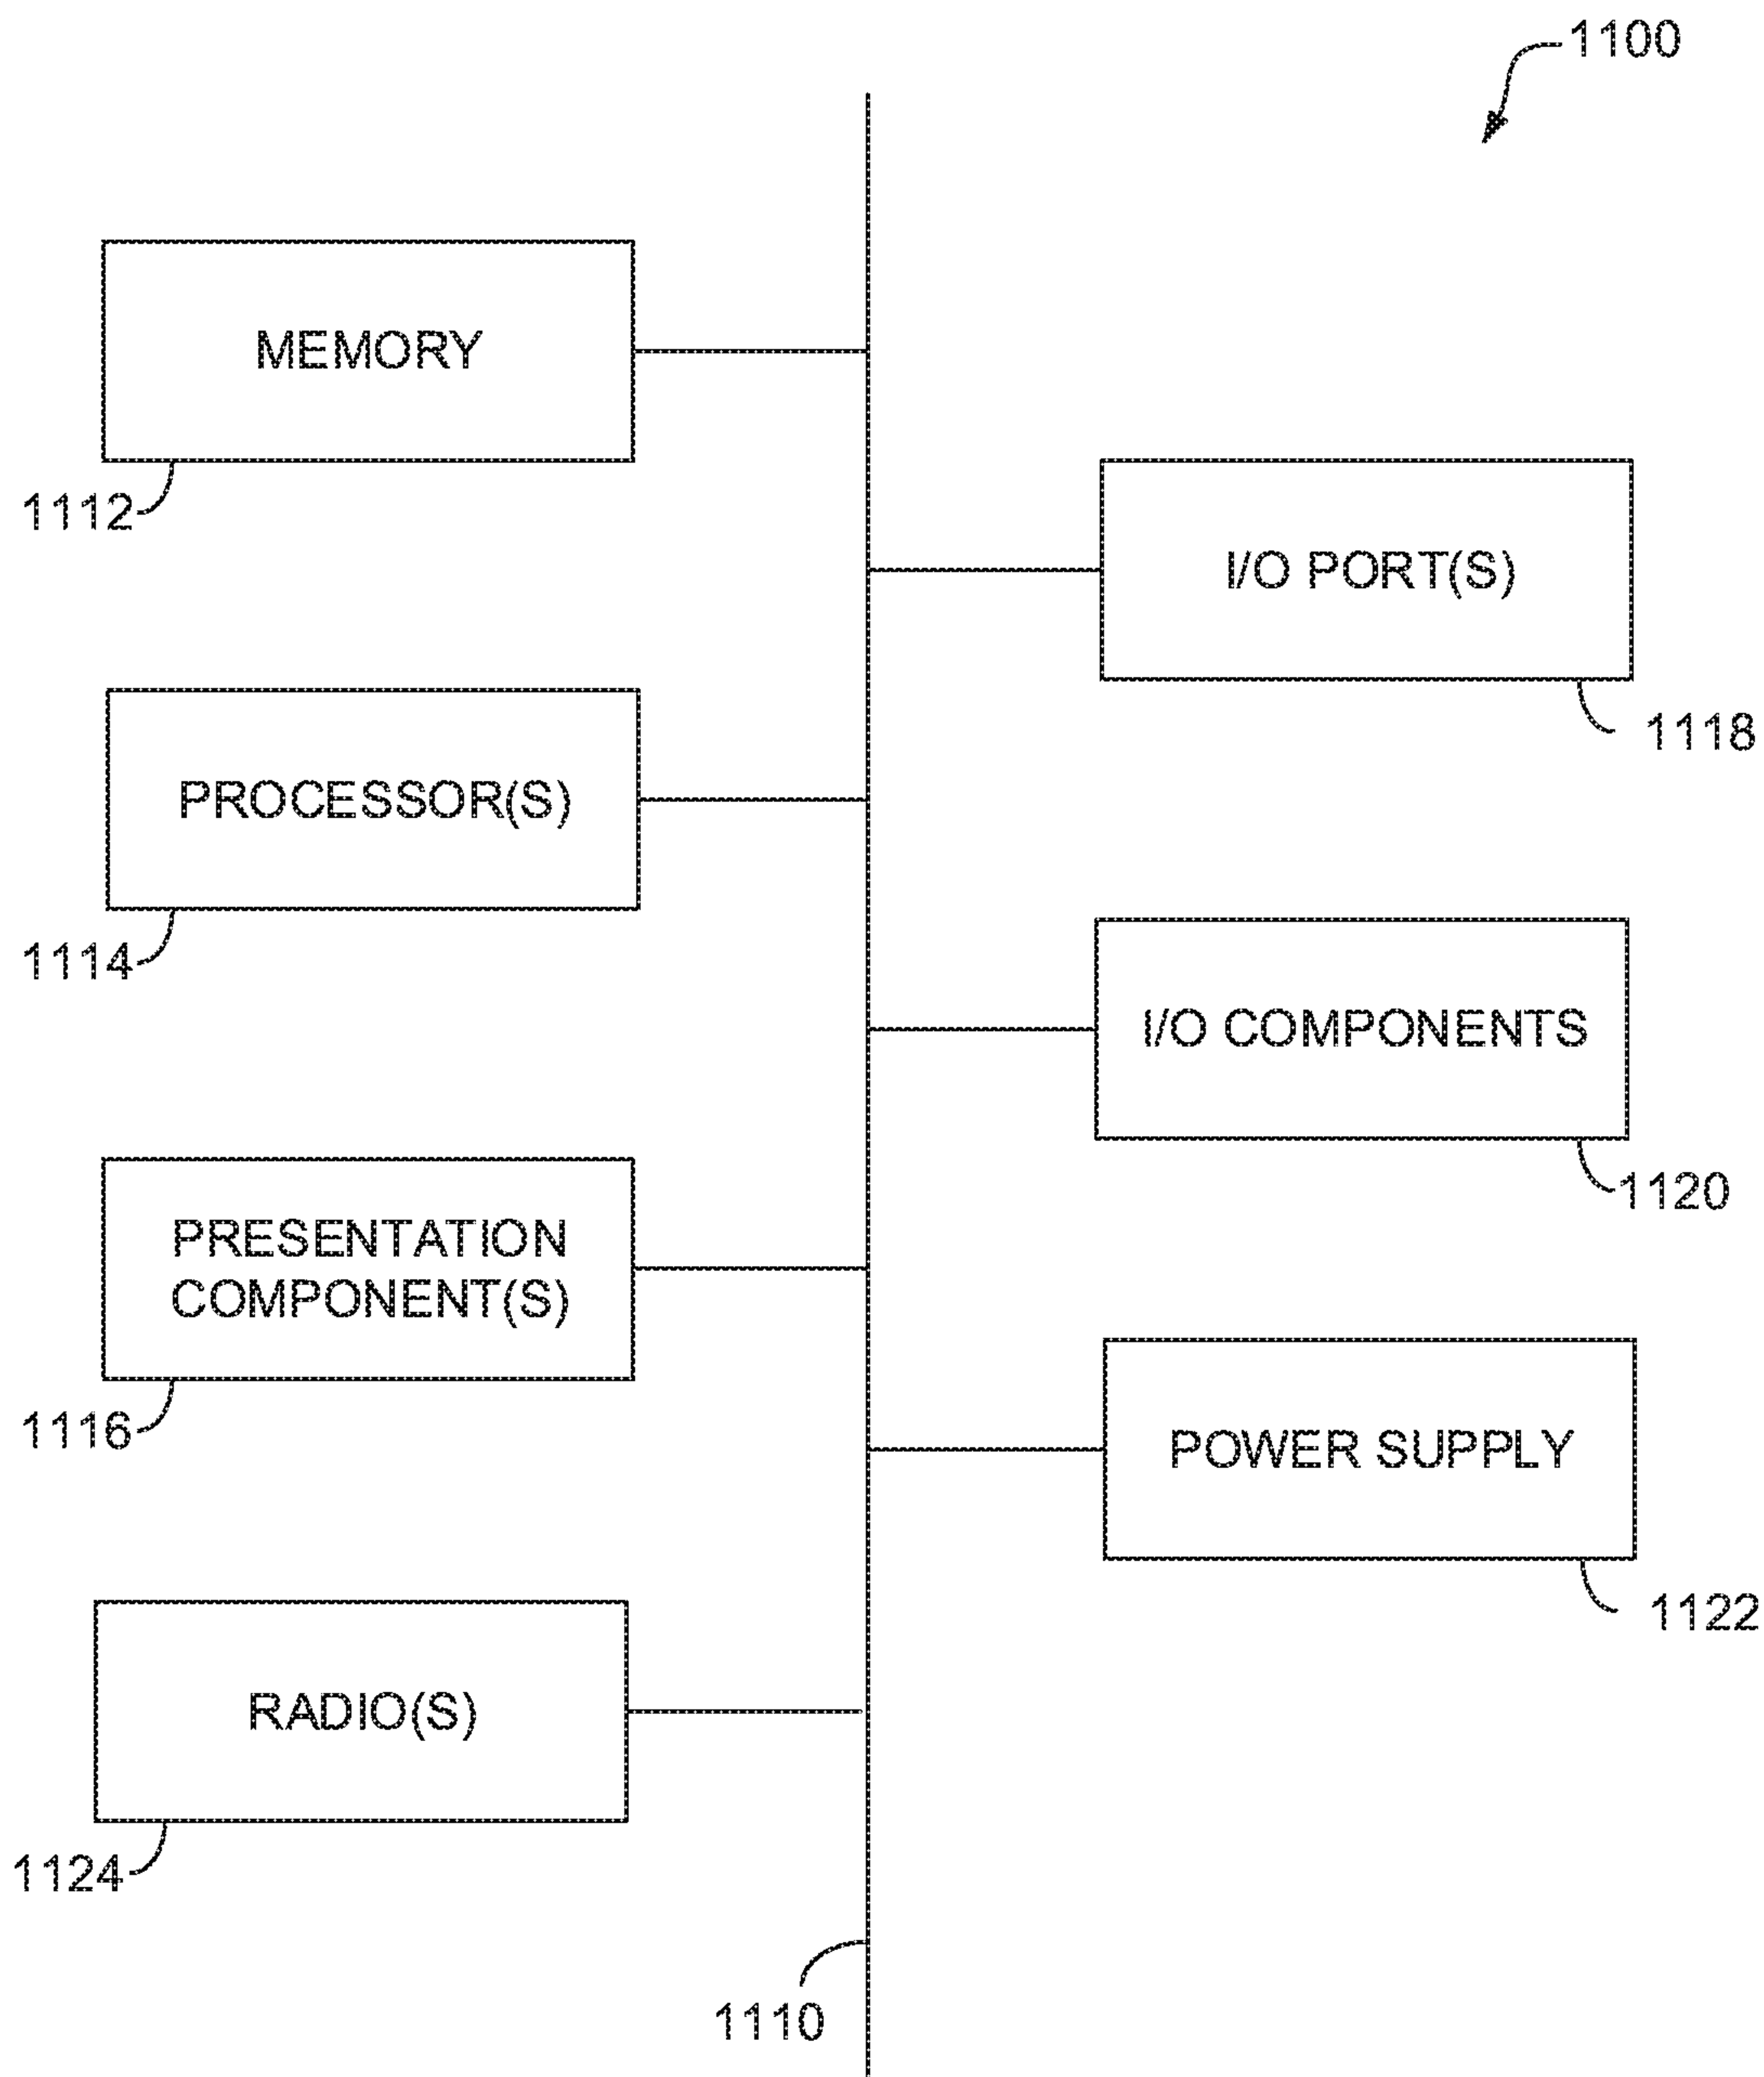 1100
MEMORY
1112
I/O PORT(S)
1118
PROCESSOR(S)
1114
I/O COMPONENTS
1120
PRESENTATION
COMPONENT(S)
1116
POWER SUPPLY
1122
RADIO(S)
1124
1110